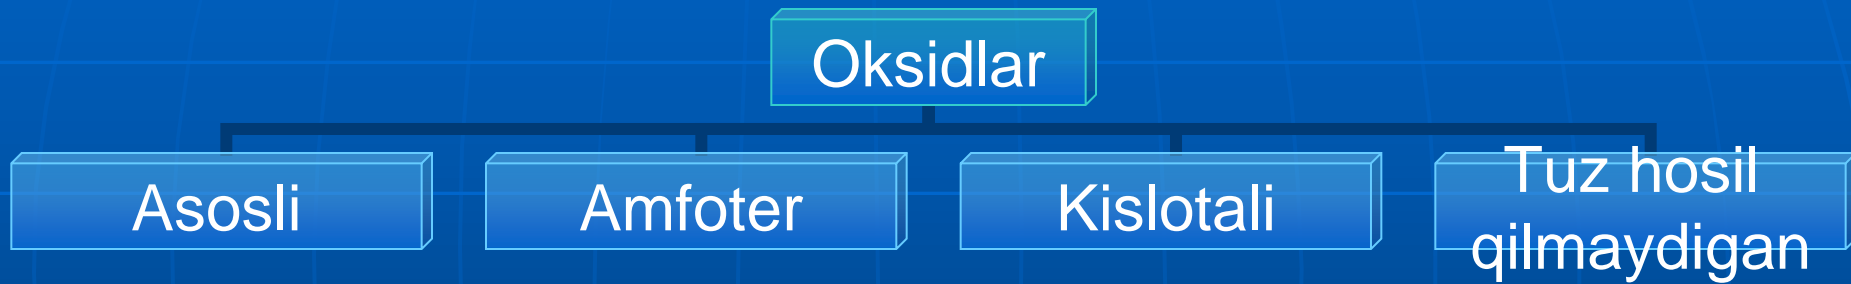 Oksidlar
Asosli
Amfoter
Kislotali
Tuz hosil
qilmaydigan